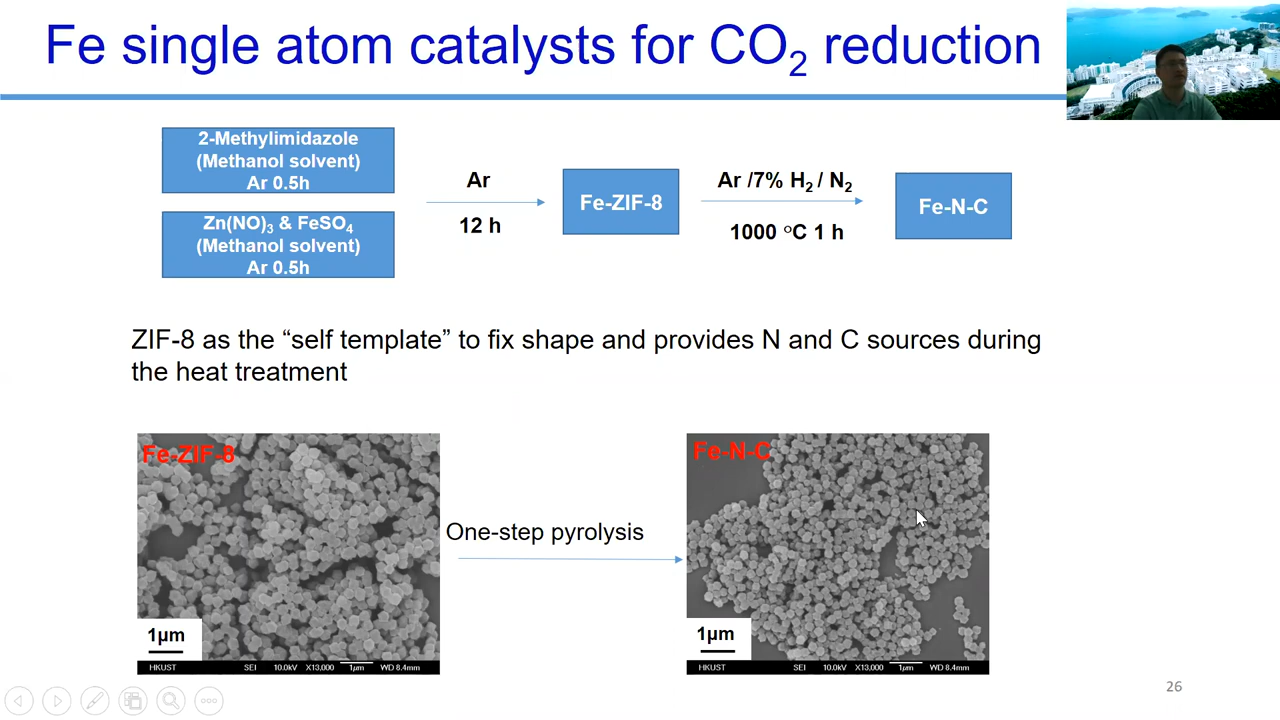 Fe single atom catalysts for CO₂ reduction
2-Methylimidazole
(Methanol solvent)
Ar 0.5h
Zn(NO)₃ & FeSO₄
(Methanol solvent)
Ar 0.5h
Ar
12 h
Fe-ZIF-8
Ar /7% H₂ / N₂
1000 °C 1 h
Fe-N-C
ZIF-8 as the “self template” to fix shape and provides N and C sources during
the heat treatment
Fe-ZIF-8
1μm
HKUST SEI 10.0kV X13,000 1μm WD 8.4mm
One-step pyrolysis
Fe-N-C
1μm
HKUST SEI 10.0kV X13,000 1μm WD 8.4mm
26